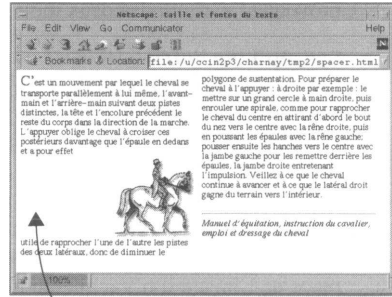 Netscape: taille et fontes du texte
File Edit View Go Communicator
Bookmarks & Location: file:/u/ccin2p3/charnay/tmp2/spacer.html
C'est un mouvement par lequel le cheval se
transporte parallèlement à lui même, l'avant-
main et l'arrière-main suivant deux pistes
distinctes, la tête et l'encolure précédent le
reste du corps dans la direction de la marche.
L'appuyer oblige le cheval à croiser ces
postérieurs davantage que l'épaule en dedans
et a pour effet
utile de rapprocher l'une de l'autre les pistes
des deux latéraux, donc de diminuer le
polygone de sustentation. Pour préparer le
cheval à l'appuyer : à droite par exemple : le
mettre sur un grand cercle à main droite, puis
enrouler une spirale, comme pour rapprocher
le cheval du centre en attirant d'abord le bout
du nez vers le centre avec la rêne droite, puis
en poussant les épaules avec la rêne gauche;
pousser ensuite les hanches vers le centre avec
la jambe gauche pour les remettre derrière les
épaules, la jambe droite entretenant
l'impulsion. Veillez à ce que le cheval
continue à avancer et à ce que le latéral droit
gagne du terrain vers l'intérieur.
Manuel d'équitation, instruction du cavalier,
emploi et dressage du cheval
100%